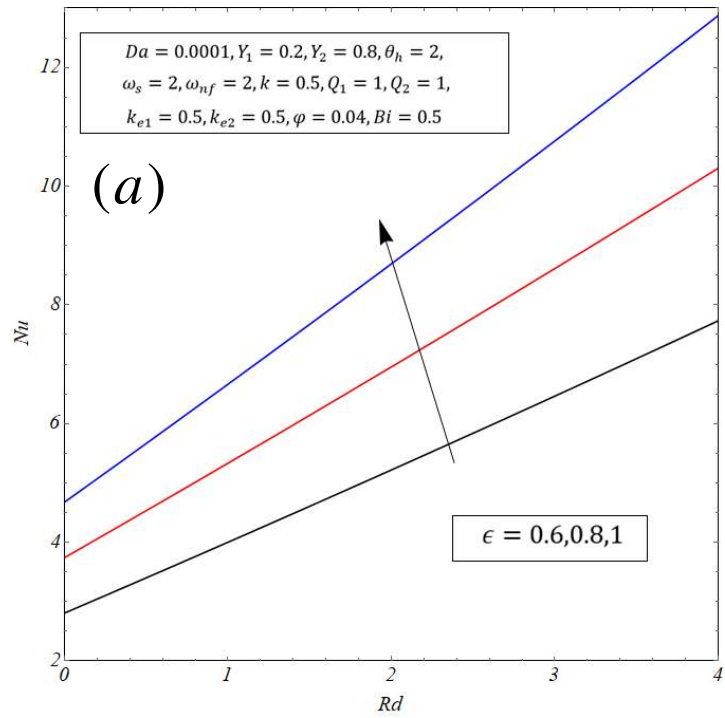 12
Da = 0.0001, Y₁ = 0.2, Y₂ = 0.8, θₕ = 2,
ωₛ = 2, ωₙf = 2, k = 0.5, Q₁ = 1, Q₂ = 1,
kₑ₁ = 0.5, kₑ₂ = 0.5, φ = 0.04, Bi = 0.5
(a)
10
8
Nu
6
ϵ = 0.6,0.8,1
4
2
0 1 2 3 4
Rd